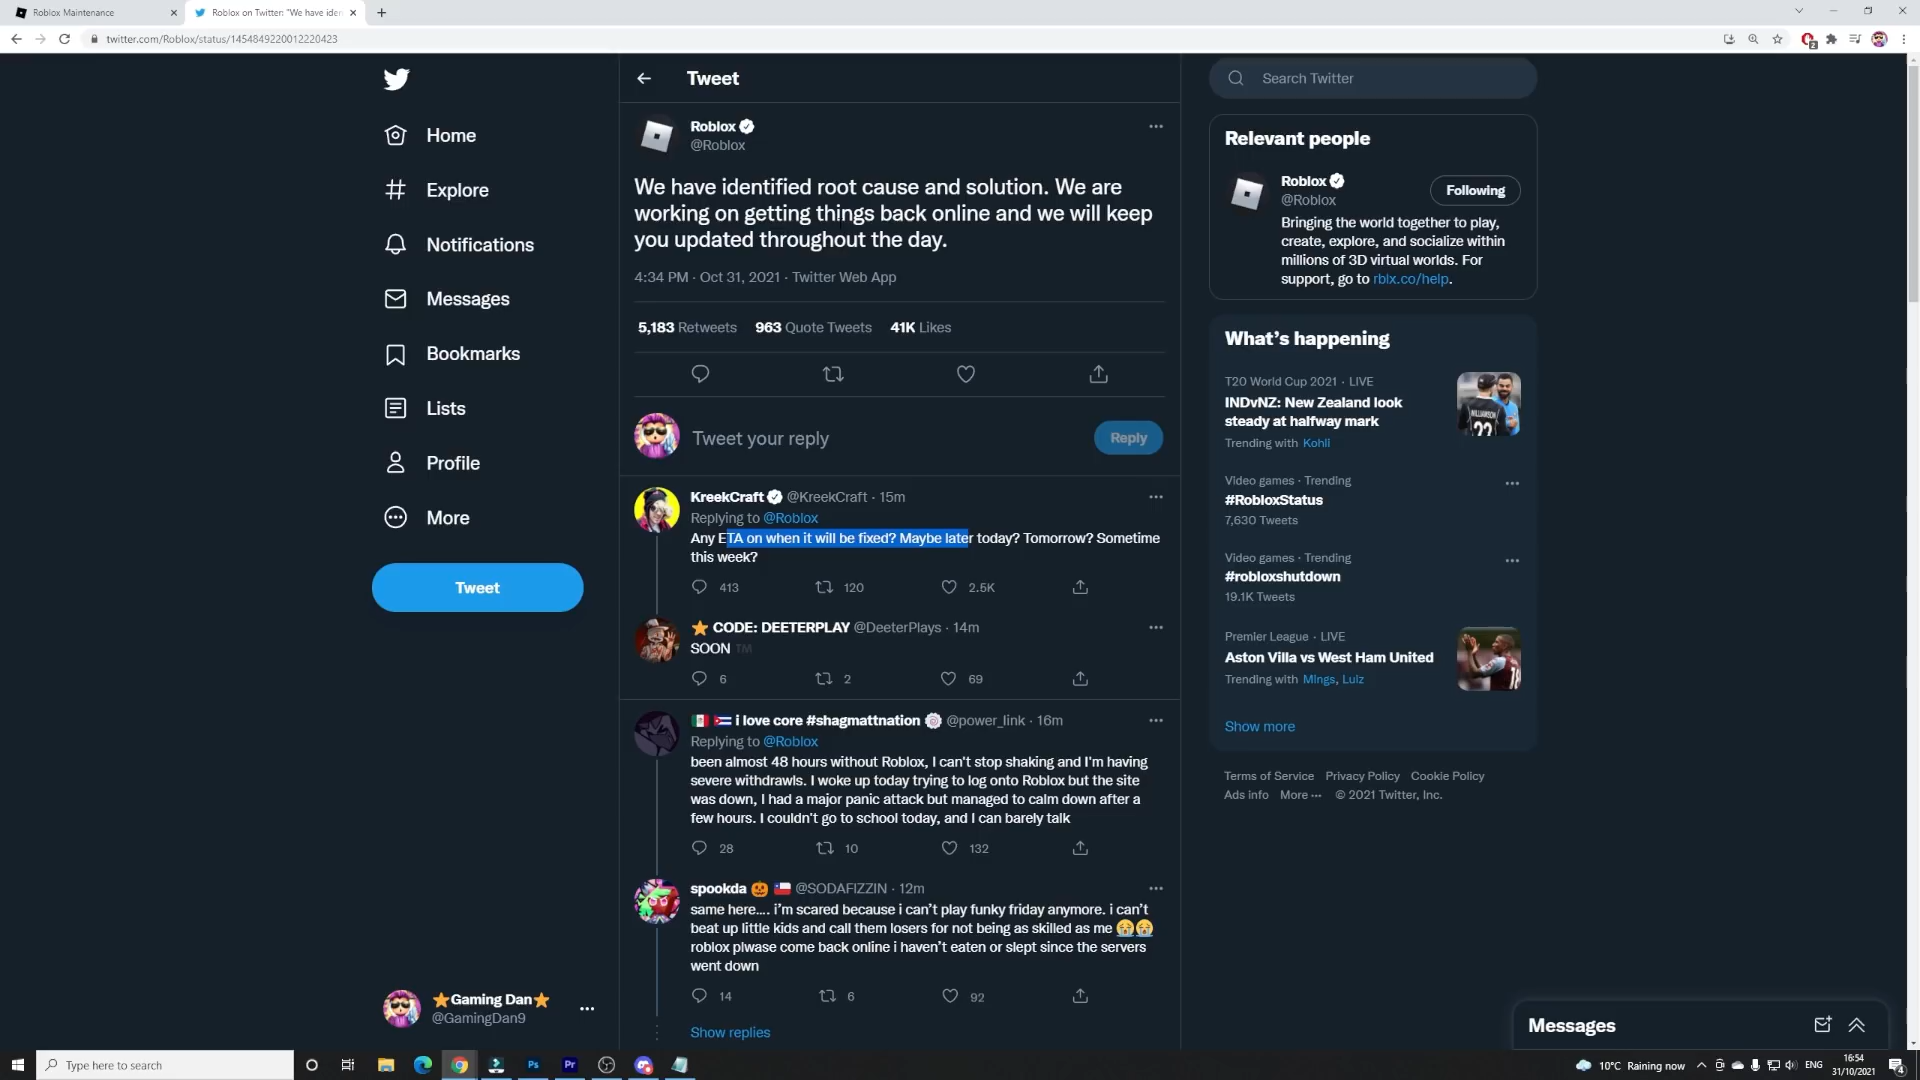 Roblox Maintenance
Roblox on Twitter: "We have iden
twitter.com/Roblox/status/1454849220012220423
Home
Explore
Notifications
Messages
Bookmarks
Lists
Profile
More
Tweet
⭐Gaming Dan⭐
@GamingDan9
Tweet
Roblox
@Roblox
We have identified root cause and solution. We are
working on getting things back online and we will keep
you updated throughout the day.
4:34 PM · Oct 31, 2021 · Twitter Web App
5,183 Retweets 963 Quote Tweets 41K Likes
Tweet your reply
Reply
KreekCraft @KreekCraft · 15m
Replying to @Roblox
Any ETA on when it will be fixed? Maybe later today? Tomorrow? Sometime
this week?
413 120 2.5K
⭐ CODE: DEETERPLAY @DeeterPlays · 14m
SOON ™
6 2 69
🇲🇽 🇨🇺 i love core #shagmattnation 🍥 @power_link · 16m
Replying to @Roblox
been almost 48 hours without Roblox, I can't stop shaking and I'm having
severe withdrawls. I woke up today trying to log onto Roblox but the site
was down, I had a major panic attack but managed to calm down after a
few hours. I couldn't go to school today, and I can barely talk
28 10 132
spookda 🎃 🇨🇱 @SODAFIZZIN · 12m
same here.... i'm scared because i can't play funky friday anymore. i can't
beat up little kids and call them losers for not being as skilled as me 😭😭
roblox plwase come back online i haven't eaten or slept since the servers
went down
14 6 92
Show replies
Search Twitter
Relevant people
Roblox
@Roblox
Following
Bringing the world together to play,
create, explore, and socialize within
millions of 3D virtual worlds. For
support, go to rblx.co/help.
What's happening
T20 World Cup 2021 · LIVE
INDvNZ: New Zealand look
steady at halfway mark
Trending with Kohli
WILLIAMSON
22
Video games · Trending
#RobloxStatus
7,630 Tweets
Video games · Trending
#robloxshutdown
19.1K Tweets
Premier League · LIVE
Aston Villa vs West Ham United
Trending with Mings, Luiz
Show more
Terms of Service Privacy Policy Cookie Policy
Ads info More ··· © 2021 Twitter, Inc.
Messages
Type here to search
Ps
Pr
10°C Raining now
ENG
16:54
31/10/2021
4